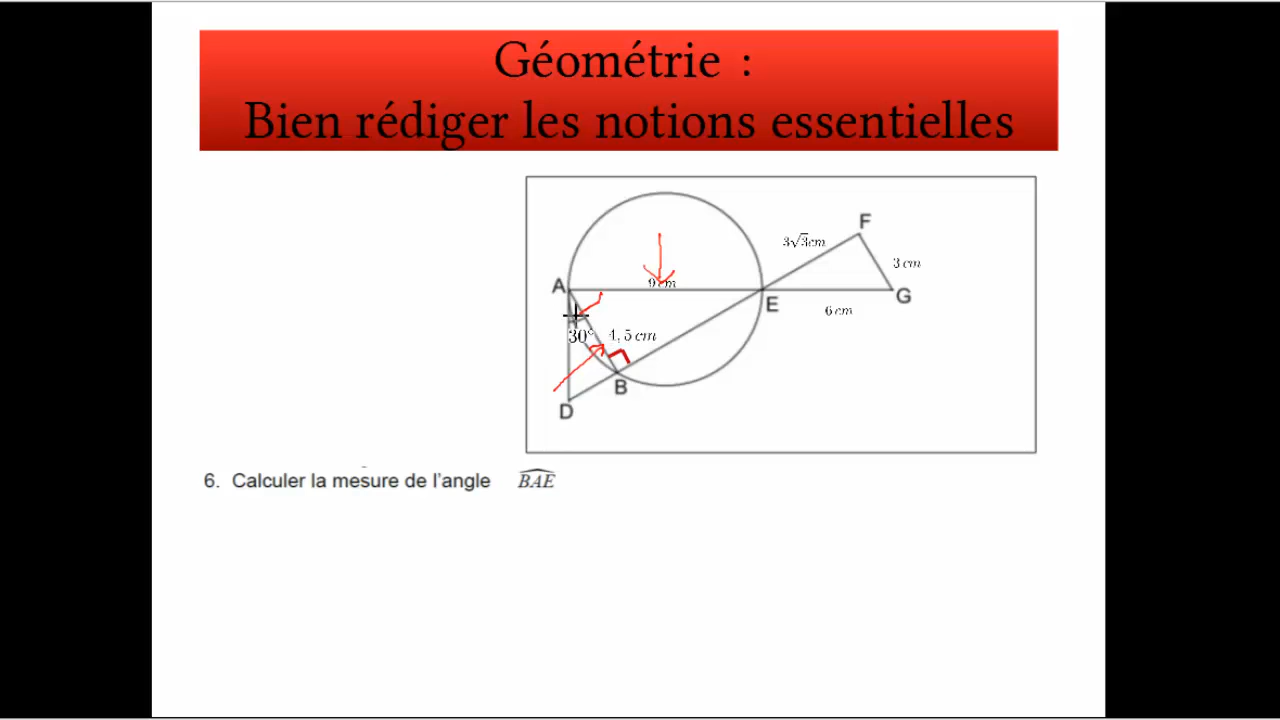 Géométrie :
Bien rédiger les notions essentielles
F
3√3cm
3 cm
A
9cm
E
G
6 cm
30°
4, 5 cm
B
D
6. Calculer la mesure de l'angle BAE